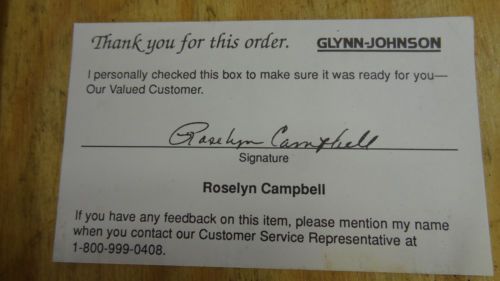 Thank you for this order. GLYNN-JOHNSON
I personally checked this box to make sure it was ready for you—
Our Valued Customer.
Roselyn Campbell
Signature
Roselyn Campbell
If you have any feedback on this item, please mention my name
when you contact our Customer Service Representative at
1-800-999-0408.